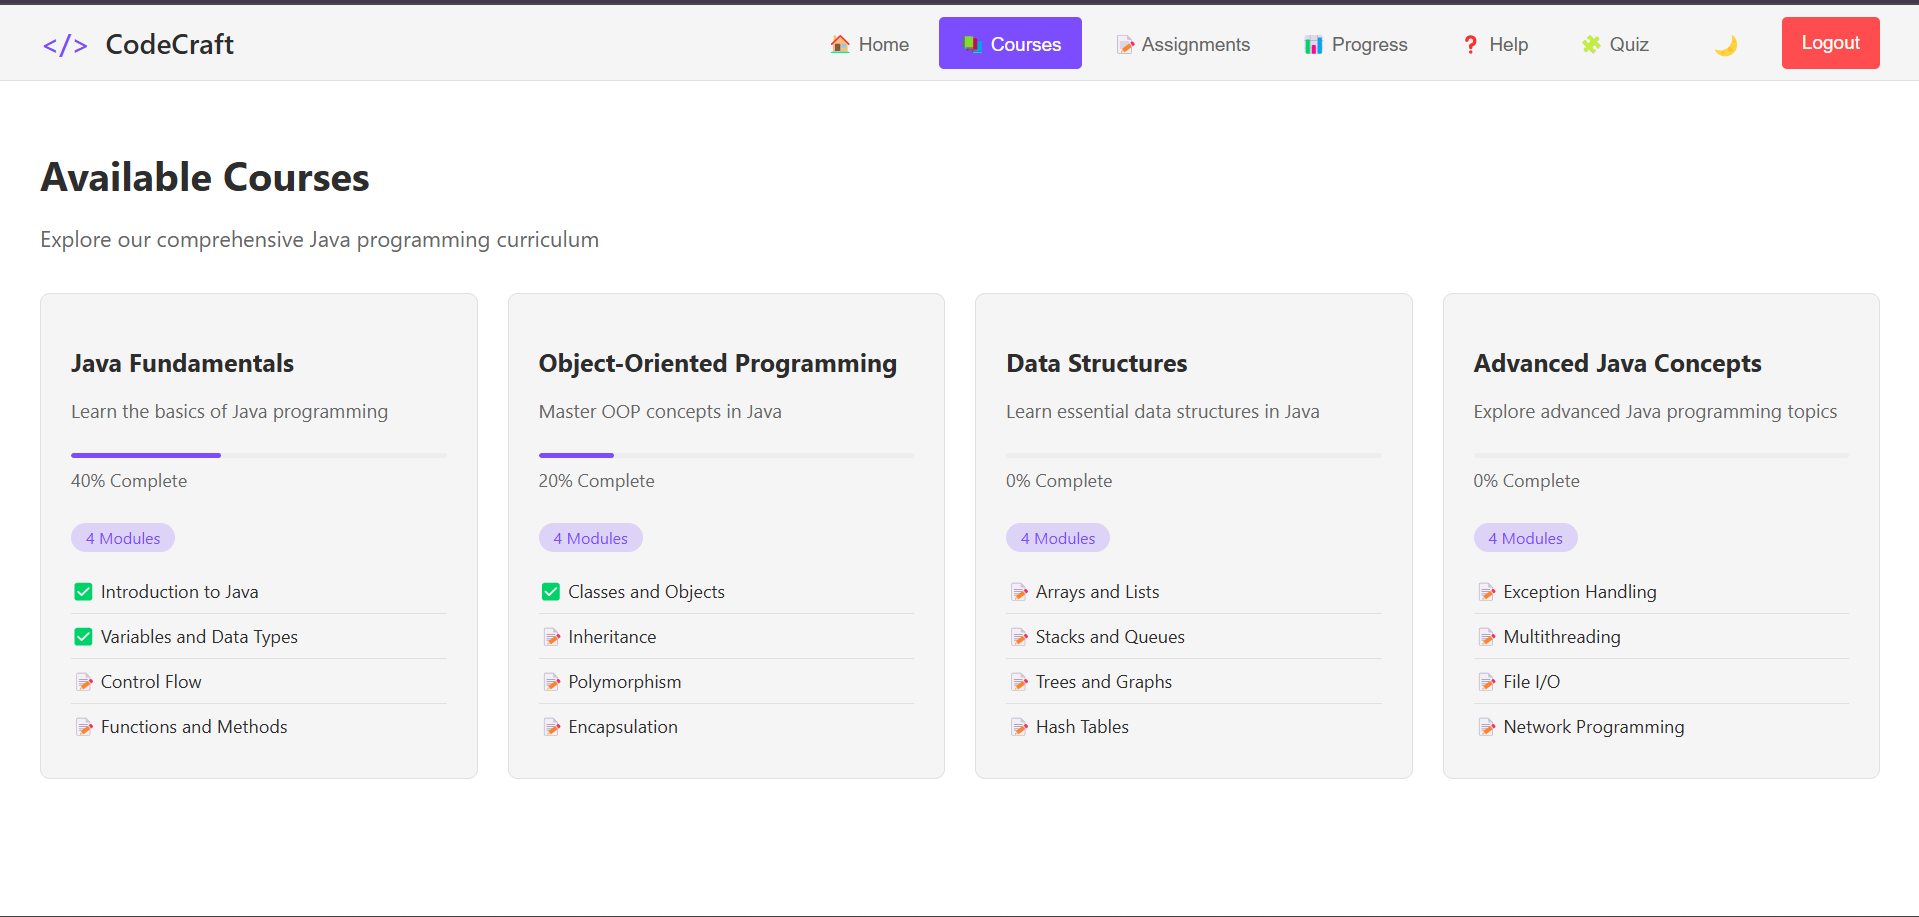 </> CodeCraft
Home
Courses
Assignments
Progress
Help
Quiz
Logout
Available Courses
Explore our comprehensive Java programming curriculum
Java Fundamentals
Learn the basics of Java programming
40% Complete
4 Modules
Introduction to Java
Variables and Data Types
Control Flow
Functions and Methods
Object-Oriented Programming
Master OOP concepts in Java
20% Complete
4 Modules
Classes and Objects
Inheritance
Polymorphism
Encapsulation
Data Structures
Learn essential data structures in Java
0% Complete
4 Modules
Arrays and Lists
Stacks and Queues
Trees and Graphs
Hash Tables
Advanced Java Concepts
Explore advanced Java programming topics
0% Complete
4 Modules
Exception Handling
Multithreading
File I/O
Network Programming